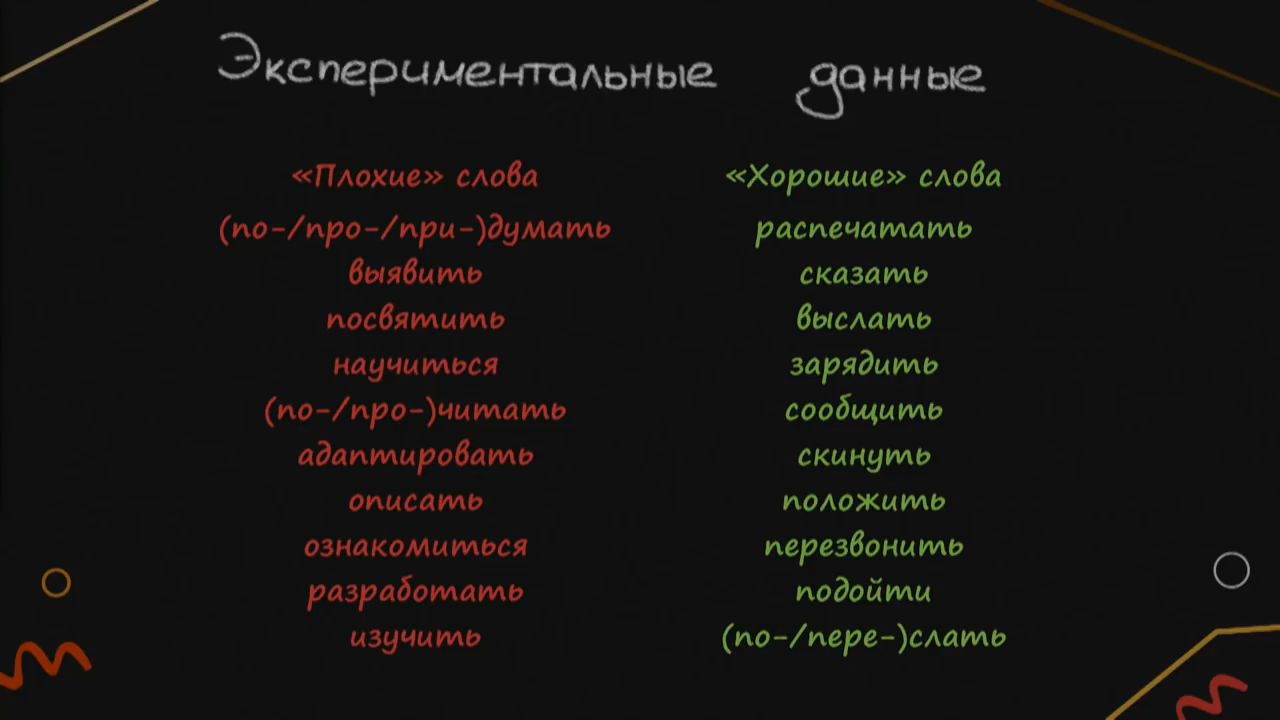 Экспериментальные данные
«Плохие» слова
(по-/про-/при-)думать
выявить
посвятить
научиться
(по-/про-)читать
адаптировать
описать
ознакомиться
разработать
изучить
«Хорошие» слова
распечатать
сказать
выслать
зарядить
сообщить
скинуть
положить
перезвонить
подойти
(по-/пере-)слать